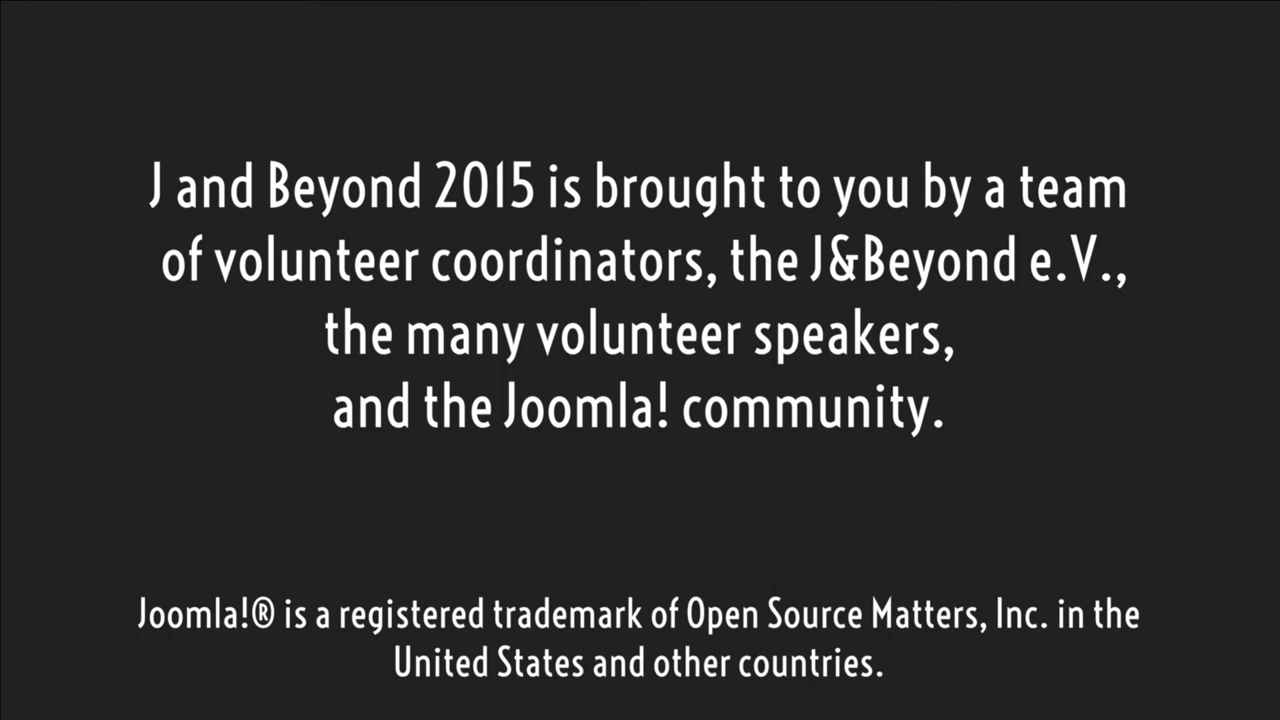 J and Beyond 2015 is brought to you by a team
of volunteer coordinators, the J&Beyond e.V.,
the many volunteer speakers,
and the Joomla! community.
Joomla!® is a registered trademark of Open Source Matters, Inc. in the
United States and other countries.